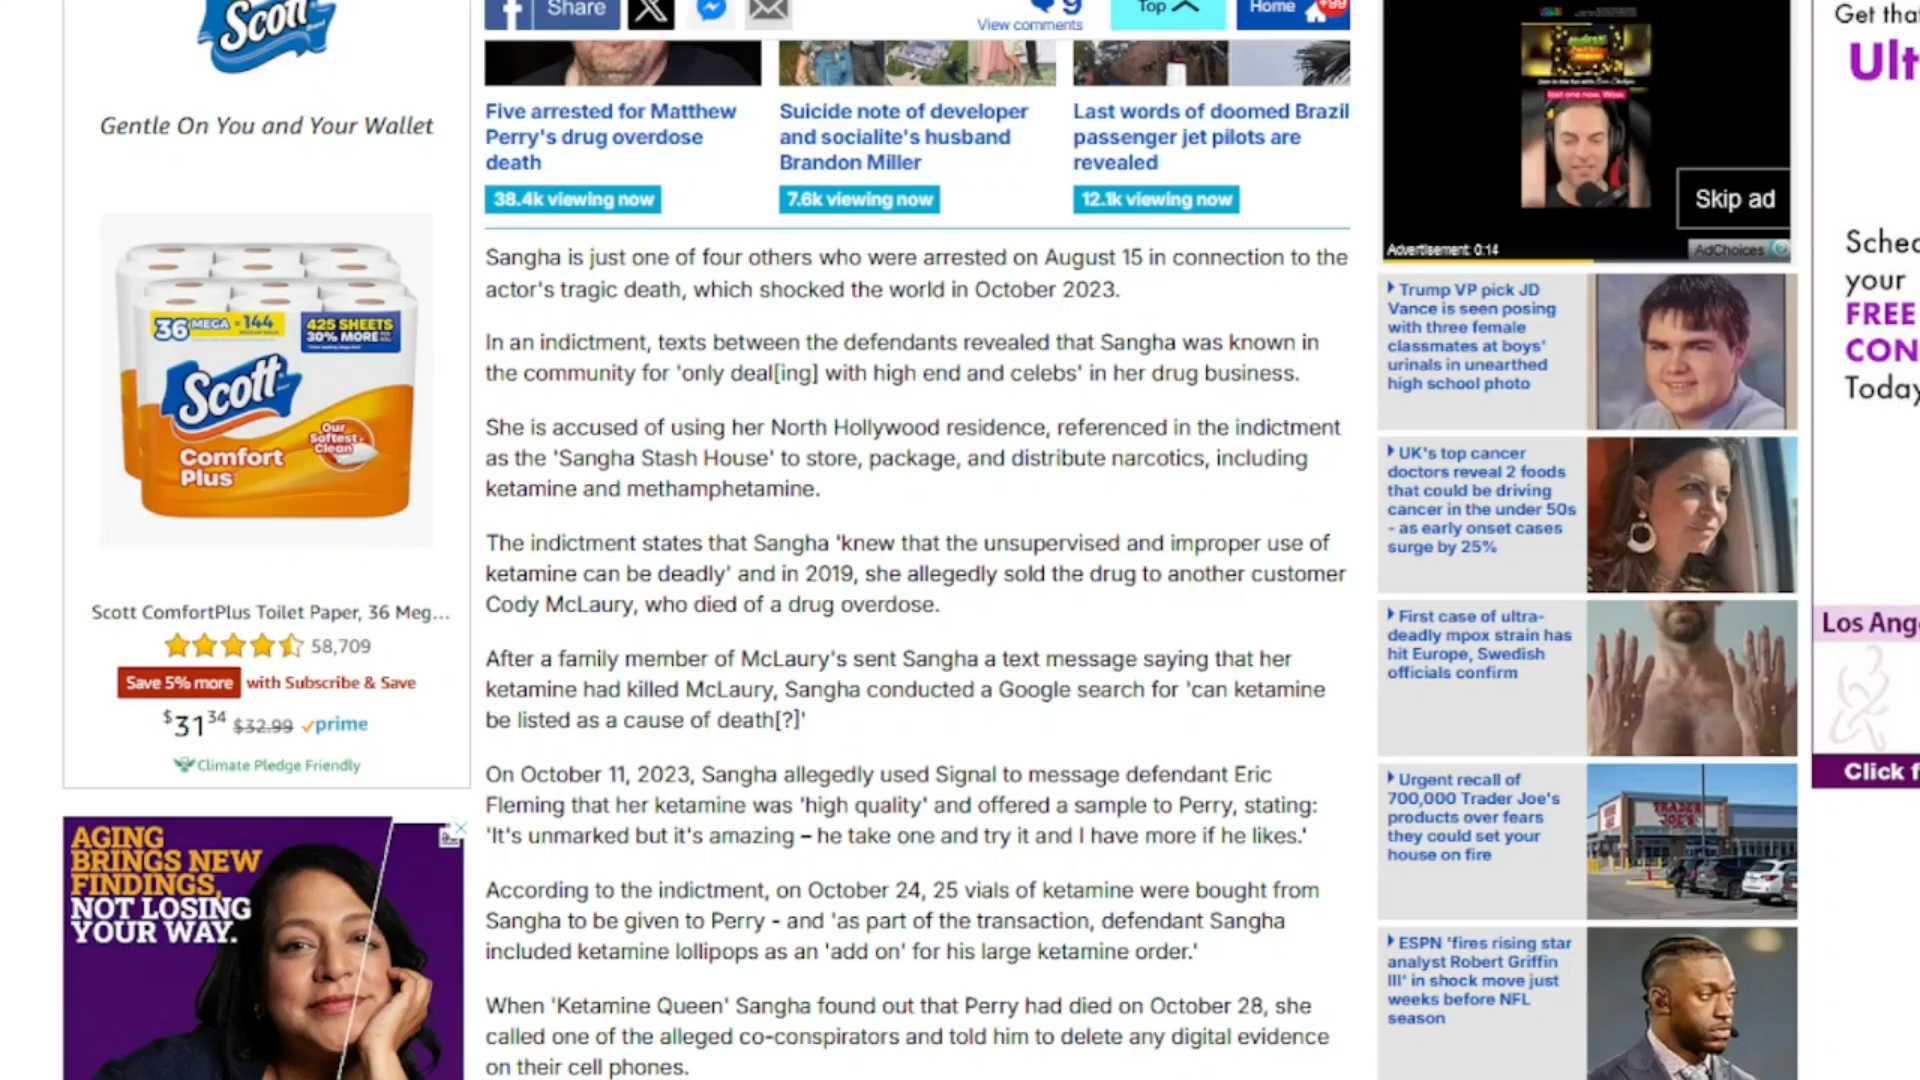 Scott
Gentle On You and Your Wallet
36 MEGA = 144
425 SHEETS
30% MORE
Scott
Our
Softest
Clean
Comfort
Plus
Scott ComfortPlus Toilet Paper, 36 Meg...
58,709
Save 5% more with Subscribe & Save
$31 34 $32.99 prime
Climate Pledge Friendly
AGING
BRINGS NEW
FINDINGS,
NOT LOSING
YOUR WAY.
Share
9
View comments
Top
Home
+99
Five arrested for Matthew
Perry's drug overdose
death
38.4k viewing now
Suicide note of developer
and socialite's husband
Brandon Miller
7.6k viewing now
Last words of doomed Brazil
passenger jet pilots are
revealed
12.1k viewing now
Sangha is just one of four others who were arrested on August 15 in connection to the
actor's tragic death, which shocked the world in October 2023.
In an indictment, texts between the defendants revealed that Sangha was known in
the community for 'only deal[ing] with high end and celebs' in her drug business.
She is accused of using her North Hollywood residence, referenced in the indictment
as the 'Sangha Stash House' to store, package, and distribute narcotics, including
ketamine and methamphetamine.
The indictment states that Sangha 'knew that the unsupervised and improper use of
ketamine can be deadly' and in 2019, she allegedly sold the drug to another customer
Cody McLaury, who died of a drug overdose.
After a family member of McLaury's sent Sangha a text message saying that her
ketamine had killed McLaury, Sangha conducted a Google search for 'can ketamine
be listed as a cause of death[?]'
On October 11, 2023, Sangha allegedly used Signal to message defendant Eric
Fleming that her ketamine was 'high quality' and offered a sample to Perry, stating:
'It's unmarked but it's amazing – he take one and try it and I have more if he likes.'
According to the indictment, on October 24, 25 vials of ketamine were bought from
Sangha to be given to Perry - and 'as part of the transaction, defendant Sangha
included ketamine lollipops as an 'add on' for his large ketamine order.'
When 'Ketamine Queen' Sangha found out that Perry had died on October 28, she
called one of the alleged co-conspirators and told him to delete any digital evidence
on their cell phones.
last one now. Wow.
Skip ad
Advertisement: 0:14
AdChoices
Trump VP pick JD
Vance is seen posing
with three female
classmates at boys'
urinals in unearthed
high school photo
UK's top cancer
doctors reveal 2 foods
that could be driving
cancer in the under 50s
- as early onset cases
surge by 25%
First case of ultra-
deadly mpox strain has
hit Europe, Swedish
officials confirm
Urgent recall of
700,000 Trader Joe's
products over fears
they could set your
house on fire
TRADER
JOE'S
ESPN 'fires rising star
analyst Robert Griffin
III' in shock move just
weeks before NFL
season
Get tha
Ult
Sched
your
FREE
CON
Today
Los Ang
Click f